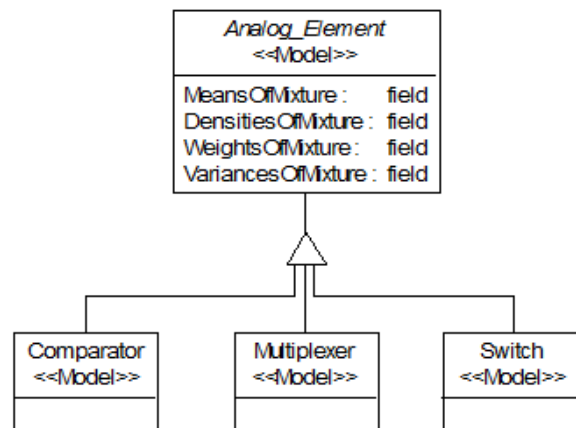 Analog_Element
<<Model>>
MeansOfMixture : field
DensitiesOfMixture : field
WeightsOfMixture : field
VariancesOfMixture : field
Comparator
<<Model>>
Multiplexer
<<Model>>
Switch
<<Model>>